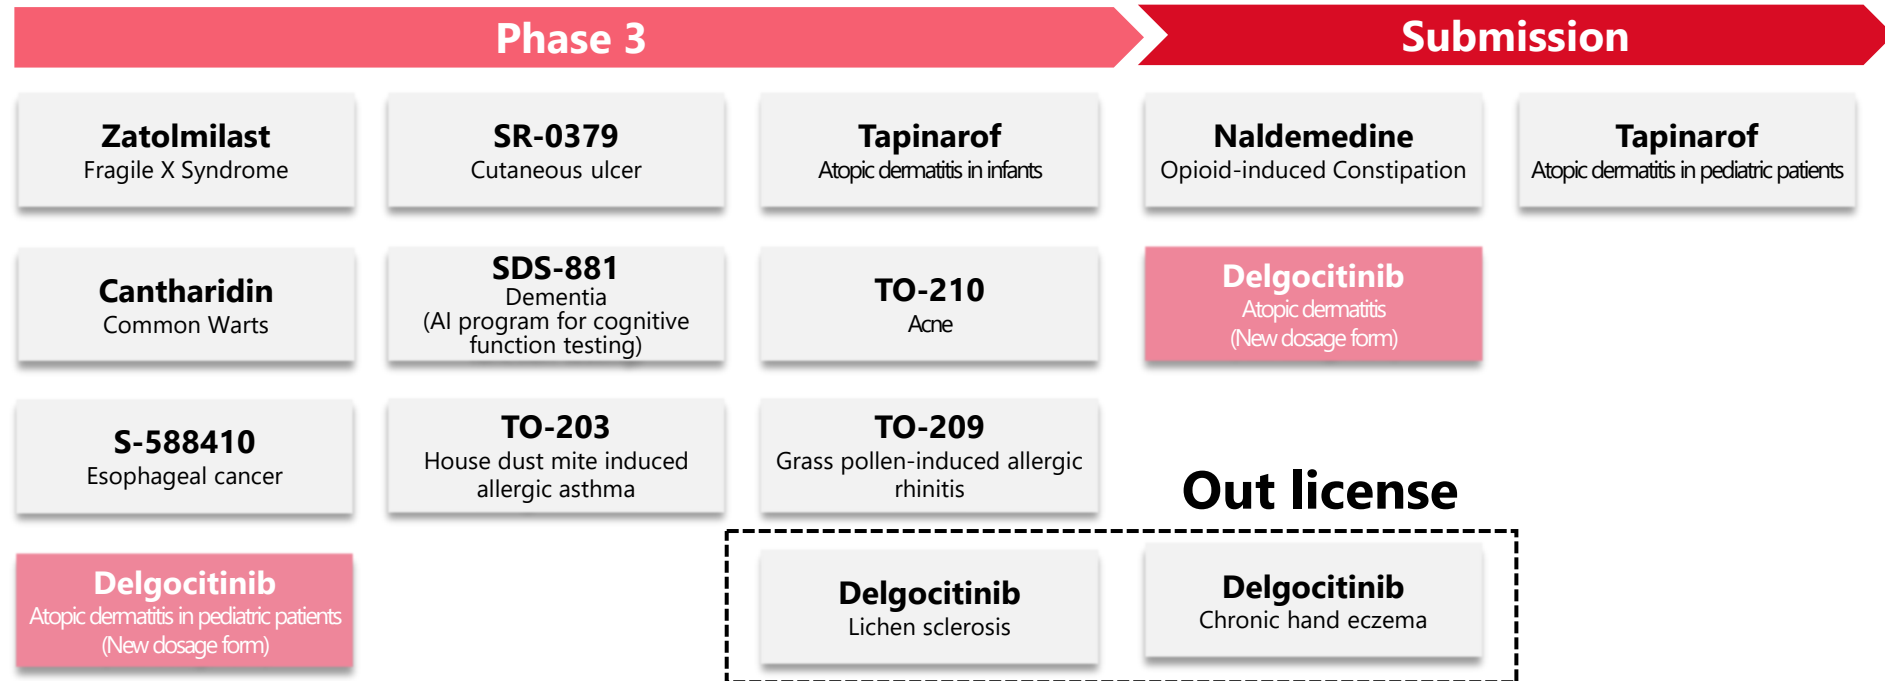 Phase 3
Submission
Zatolmilast
Fragile X Syndrome
SR-0379
Cutaneous ulcer
Tapinarof
Atopic dermatitis in infants
Naldemedine
Opioid-induced Constipation
Tapinarof
Atopic dermatitis in pediatric patients
Cantharidin
Common Warts
SDS-881
Dementia
(AI program for cognitive
function testing)
TO-210
Acne
Delgocitinib
Atopic dermatitis
(New dosage form)
S-588410
Esophageal cancer
TO-203
House dust mite induced
allergic asthma
TO-209
Grass pollen-induced allergic
rhinitis
Out license
Delgocitinib
Atopic dermatitis in pediatric patients
(New dosage form)
Delgocitinib
Lichen sclerosis
Delgocitinib
Chronic hand eczema